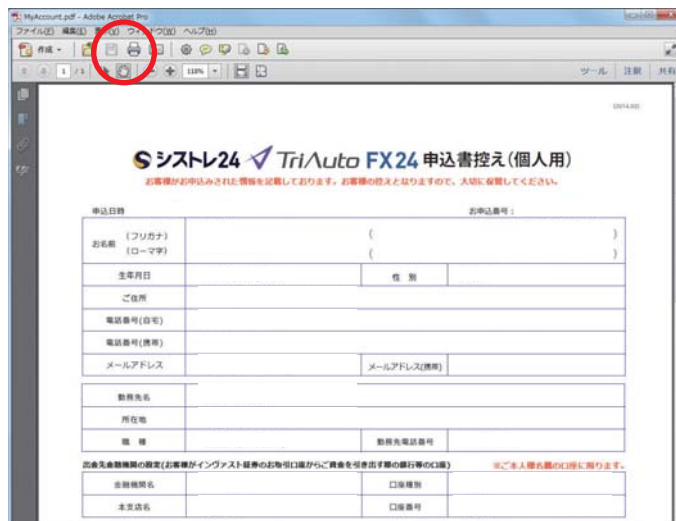 MyAccount.pdf - Adobe Acrobat Pro
ファイル(F) 編集(E) ウィンドウ(W) ヘルプ(H)
作成
1 / 1 118% ツール 注釈 共有
シストレ24 TriAuto FX24 申込書控え(個人用)
お客様がお申込みされた情報を記載しております。お客様の控えとなりますので、大切に保管してください。
申込日時 お申込番号:
お名前 (フリガナ) ( )
(ローマ字) ( )
生年月日 性 別
ご住所
電話番号(自宅)
電話番号(携帯)
メールアドレス メールアドレス(携帯)
勤務先名
所在地
職 種 勤務先電話番号
出金先金融機関の設定(お客様がインヴァスト証券のお取引口座からご資金を引き出す際の銀行等の口座) ※ご本人様名義の口座に限ります。
金融機関名 口座種別
本支店名 口座番号